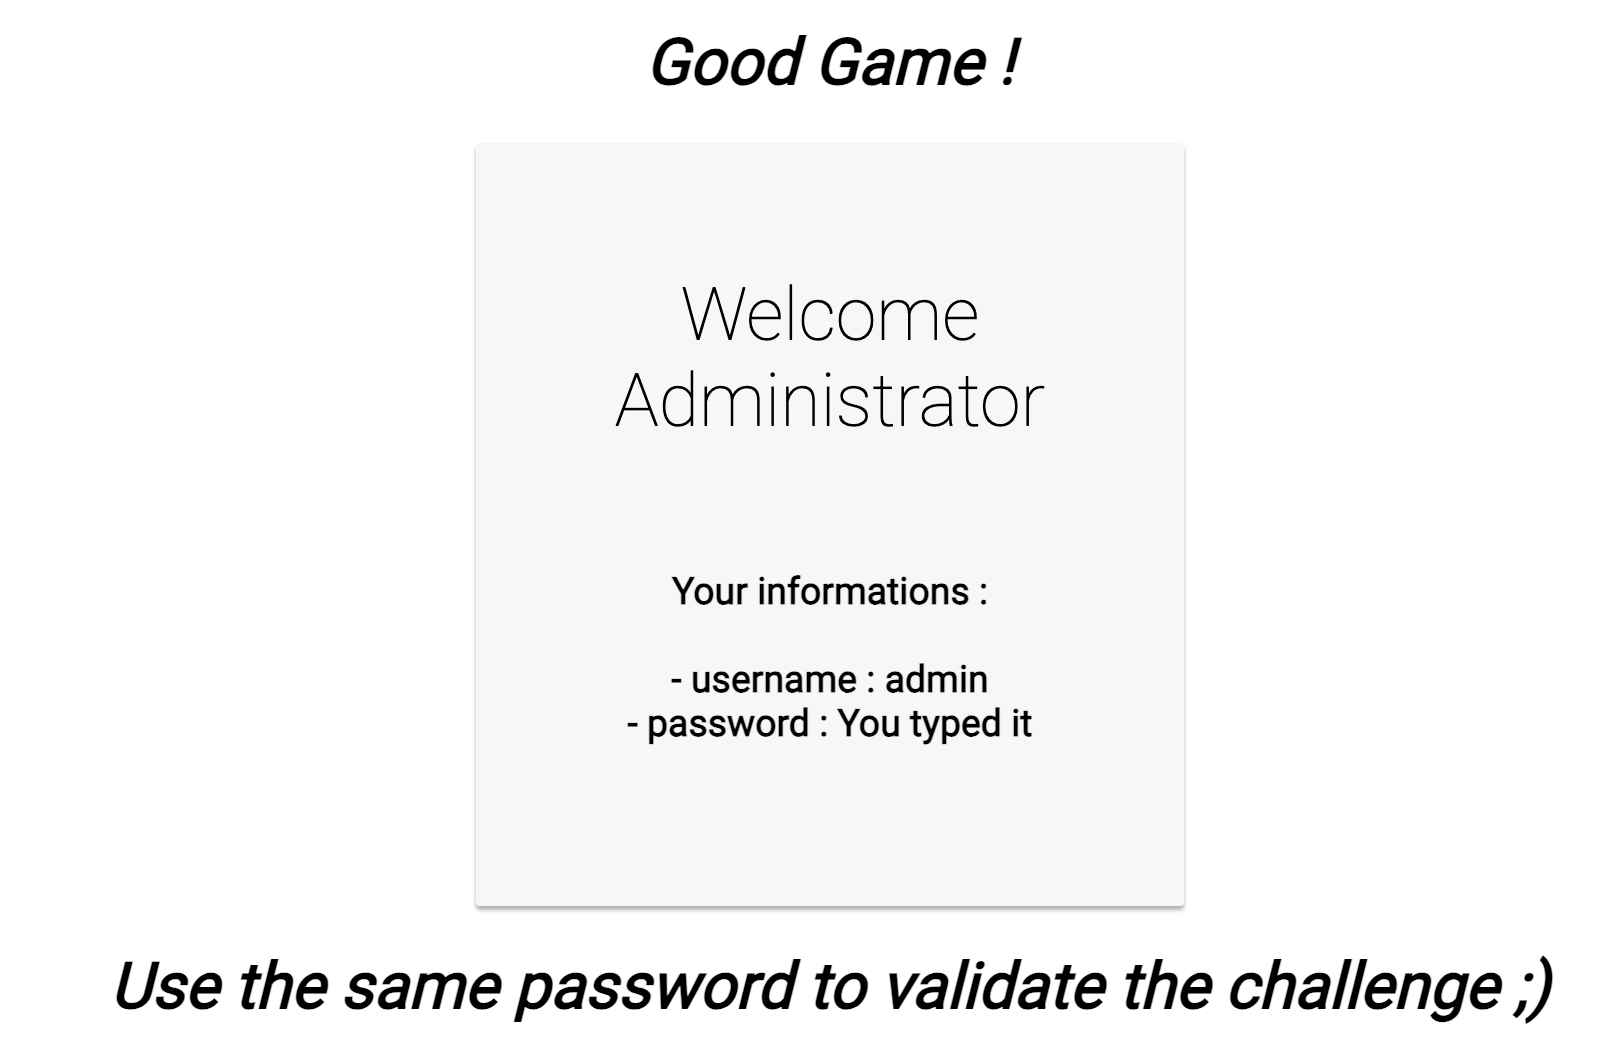 Good Game !
Welcome
Administrator
Your informations :
- username : admin
- password : You typed it
Use the same password to validate the challenge ;)